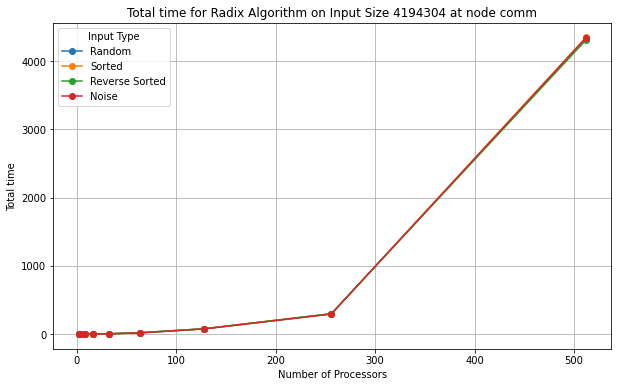 Total time for Radix Algorithm on Input Size 4194304 at node comm
Input Type
Random
Sorted
Reverse Sorted
Noise
Total time
4000
3000
2000
1000
0
0 100 200 300 400 500
Number of Processors